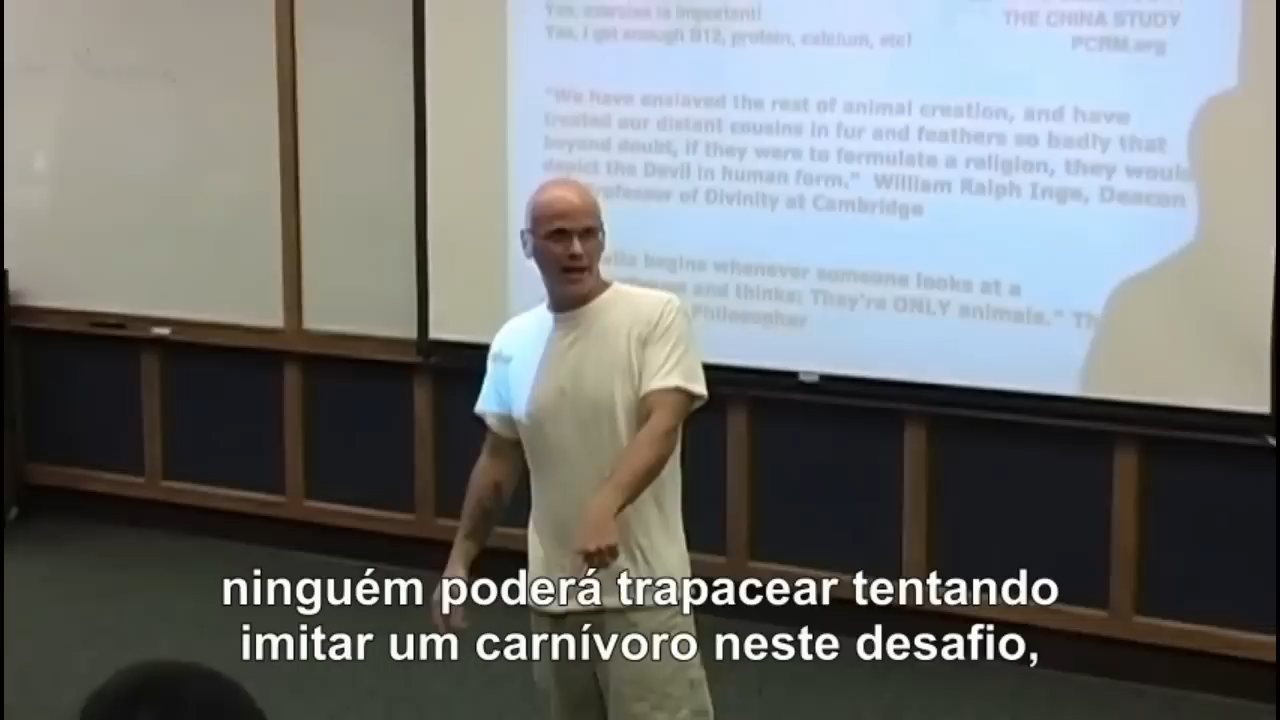 Yes, exercise is important!
Yes, I get enough B12, protein, calcium, etc!
THE CHINA STUDY
PCRM.org
"We have enslaved the rest of animal creation, and have
treated our distant cousins in fur and feathers so badly that
beyond doubt, if they were to formulate a religion, they would
depict the Devil in human form." William Ralph Inge, Deacon
Professor of Divinity at Cambridge
begins whenever someone looks at a
and thinks: They're ONLY animals." Th
Philosopher
ninguém poderá trapacear tentando
imitar um carnívoro neste desafio,